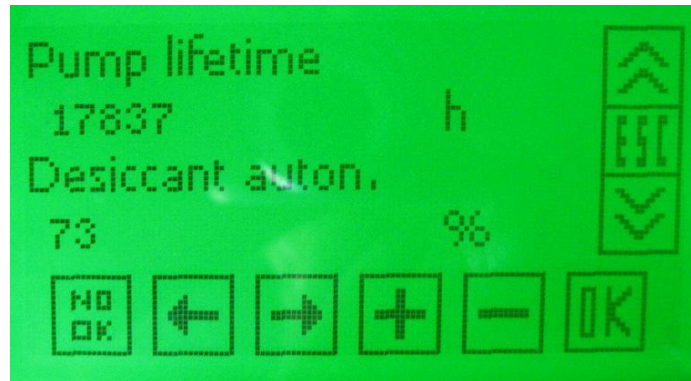 Pump lifetime
17837 h
Desiccant auton.
73 %
ESC
NO
OK
OK